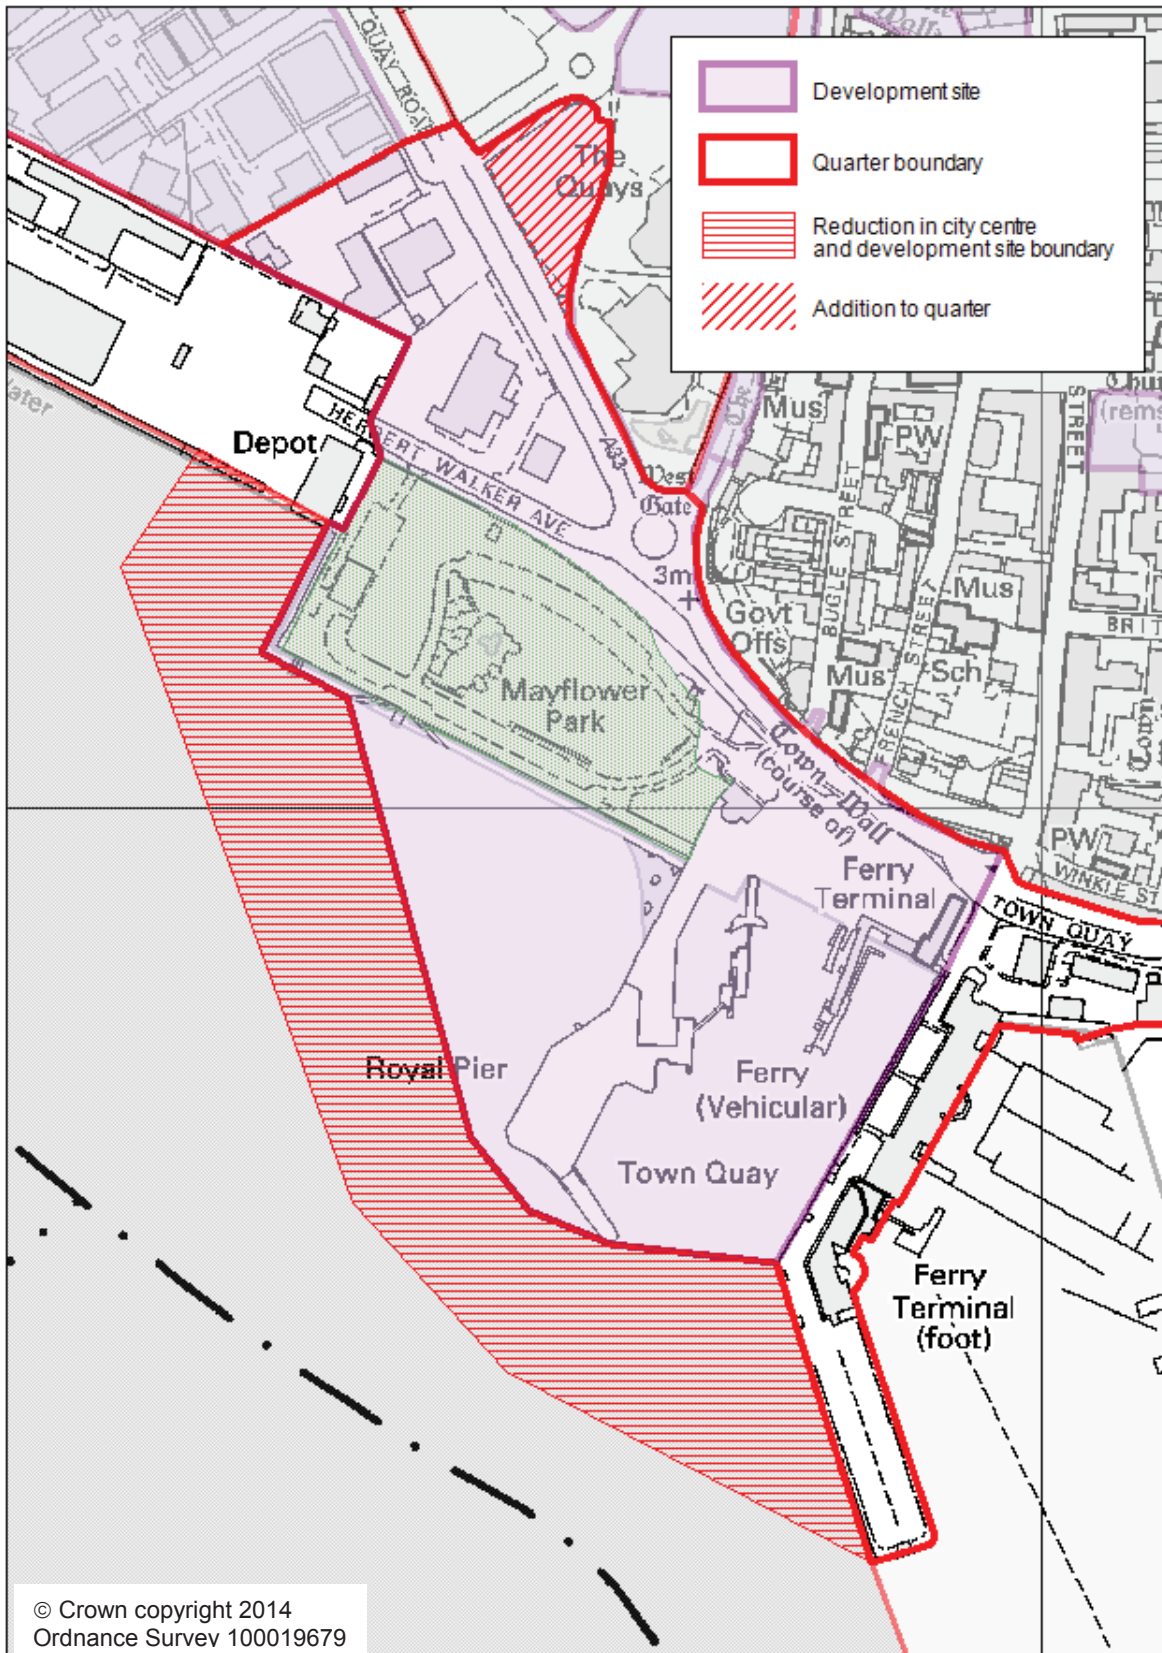 QUAY ROAD
Development site
Quarter boundary
Reduction in city centre
and development site boundary
Addition to quarter
The
Quays
Depot
HERBERT WALKER AVE
A33
West
Gate
3m
Mus
PW
STREET
(rems
BUGLE STREET
Mus
BRIT
Govt
Offs
Mus
FRENCH STREET
Sch
Mayflower
Park
Town Wall
(course of)
PW
WINKLE ST
Ferry
Terminal
TOWN QUAY
Royal Pier
Ferry
(Vehicular)
Town Quay
Ferry
Terminal
(foot)
© Crown copyright 2014
Ordnance Survey 100019679